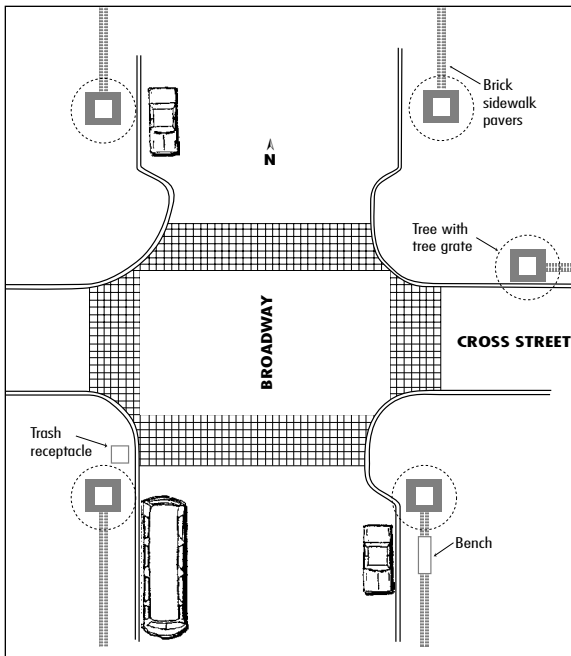 Brick
sidewalk
pavers
N
Tree with
tree grate
BROADWAY
CROSS STREET
Trash
receptacle
Bench